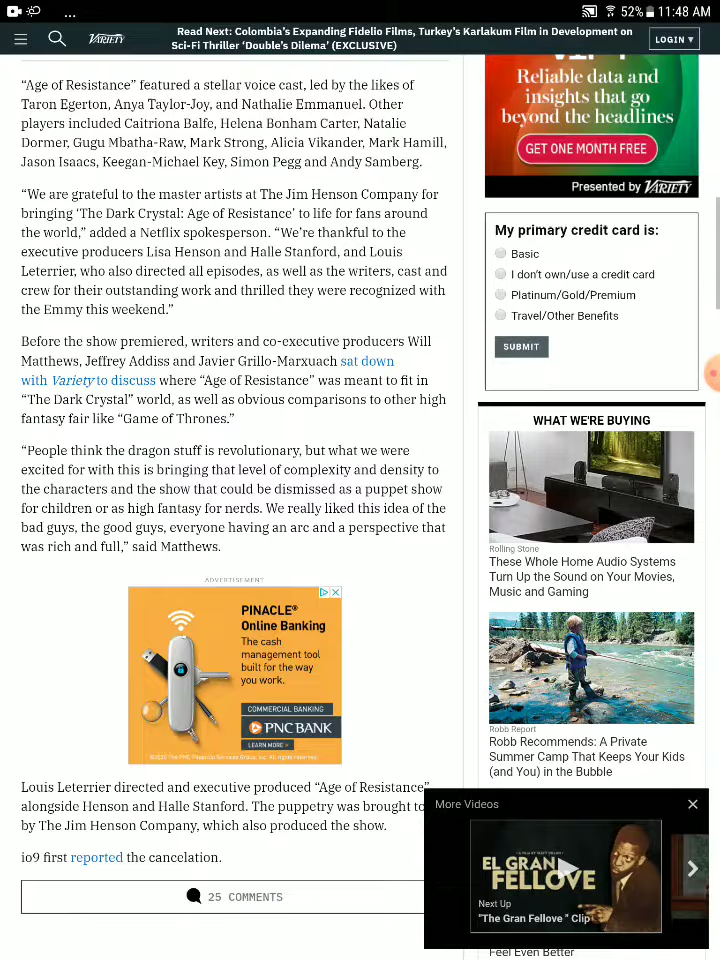 ...
52%
11:48 AM
VARIETY
Read Next: Colombia's Expanding Fidelio Films, Turkey's Karlakum Film in Development on
Sci-Fi Thriller 'Double's Dilema' (EXCLUSIVE)
LOGIN ▾
“Age of Resistance” featured a stellar voice cast, led by the likes of
Taron Egerton, Anya Taylor-Joy, and Nathalie Emmanuel. Other
players included Caitriona Balfe, Helena Bonham Carter, Natalie
Dormer, Gugu Mbatha-Raw, Mark Strong, Alicia Vikander, Mark Hamill,
Jason Isaacs, Keegan-Michael Key, Simon Pegg and Andy Samberg.
“We are grateful to the master artists at The Jim Henson Company for
bringing ‘The Dark Crystal: Age of Resistance’ to life for fans around
the world,” added a Netflix spokesperson. “We’re thankful to the
executive producers Lisa Henson and Halle Stanford, and Louis
Leterrier, who also directed all episodes, as well as the writers, cast and
crew for their outstanding work and thrilled they were recognized with
the Emmy this weekend.”
Before the show premiered, writers and co-executive producers Will
Matthews, Jeffrey Addiss and Javier Grillo-Marxuach sat down
with Variety to discuss where “Age of Resistance” was meant to fit in
“The Dark Crystal” world, as well as obvious comparisons to other high
fantasy fair like “Game of Thrones.”
“People think the dragon stuff is revolutionary, but what we were
excited for with this is bringing that level of complexity and density to
the characters and the show that could be dismissed as a puppet show
for children or as high fantasy for nerds. We really liked this idea of the
bad guys, the good guys, everyone having an arc and a perspective that
was rich and full,” said Matthews.
ADVERTISEMENT
PINACLE®
Online Banking
The cash
management tool
built for the way
you work.
COMMERCIAL BANKING
PNC BANK
LEARN MORE >
©2020 The PNC Financial Services Group, Inc. All rights reserved.
Louis Leterrier directed and executive produced “Age of Resistance”
alongside Henson and Halle Stanford. The puppetry was brought to
by The Jim Henson Company, which also produced the show.
io9 first reported the cancelation.
25 COMMENTS
Reliable data and
insights that go
beyond the headlines
GET ONE MONTH FREE
Presented by VARIETY
My primary credit card is:
Basic
I don't own/use a credit card
Platinum/Gold/Premium
Travel/Other Benefits
SUBMIT
WHAT WE'RE BUYING
Rolling Stone
These Whole Home Audio Systems
Turn Up the Sound on Your Movies,
Music and Gaming
Robb Report
Robb Recommends: A Private
Summer Camp That Keeps Your Kids
(and You) in the Bubble
More Videos
EL GRAN
FELLOVE
Next Up
"The Gran Fellove " Clip
Feel Even Better